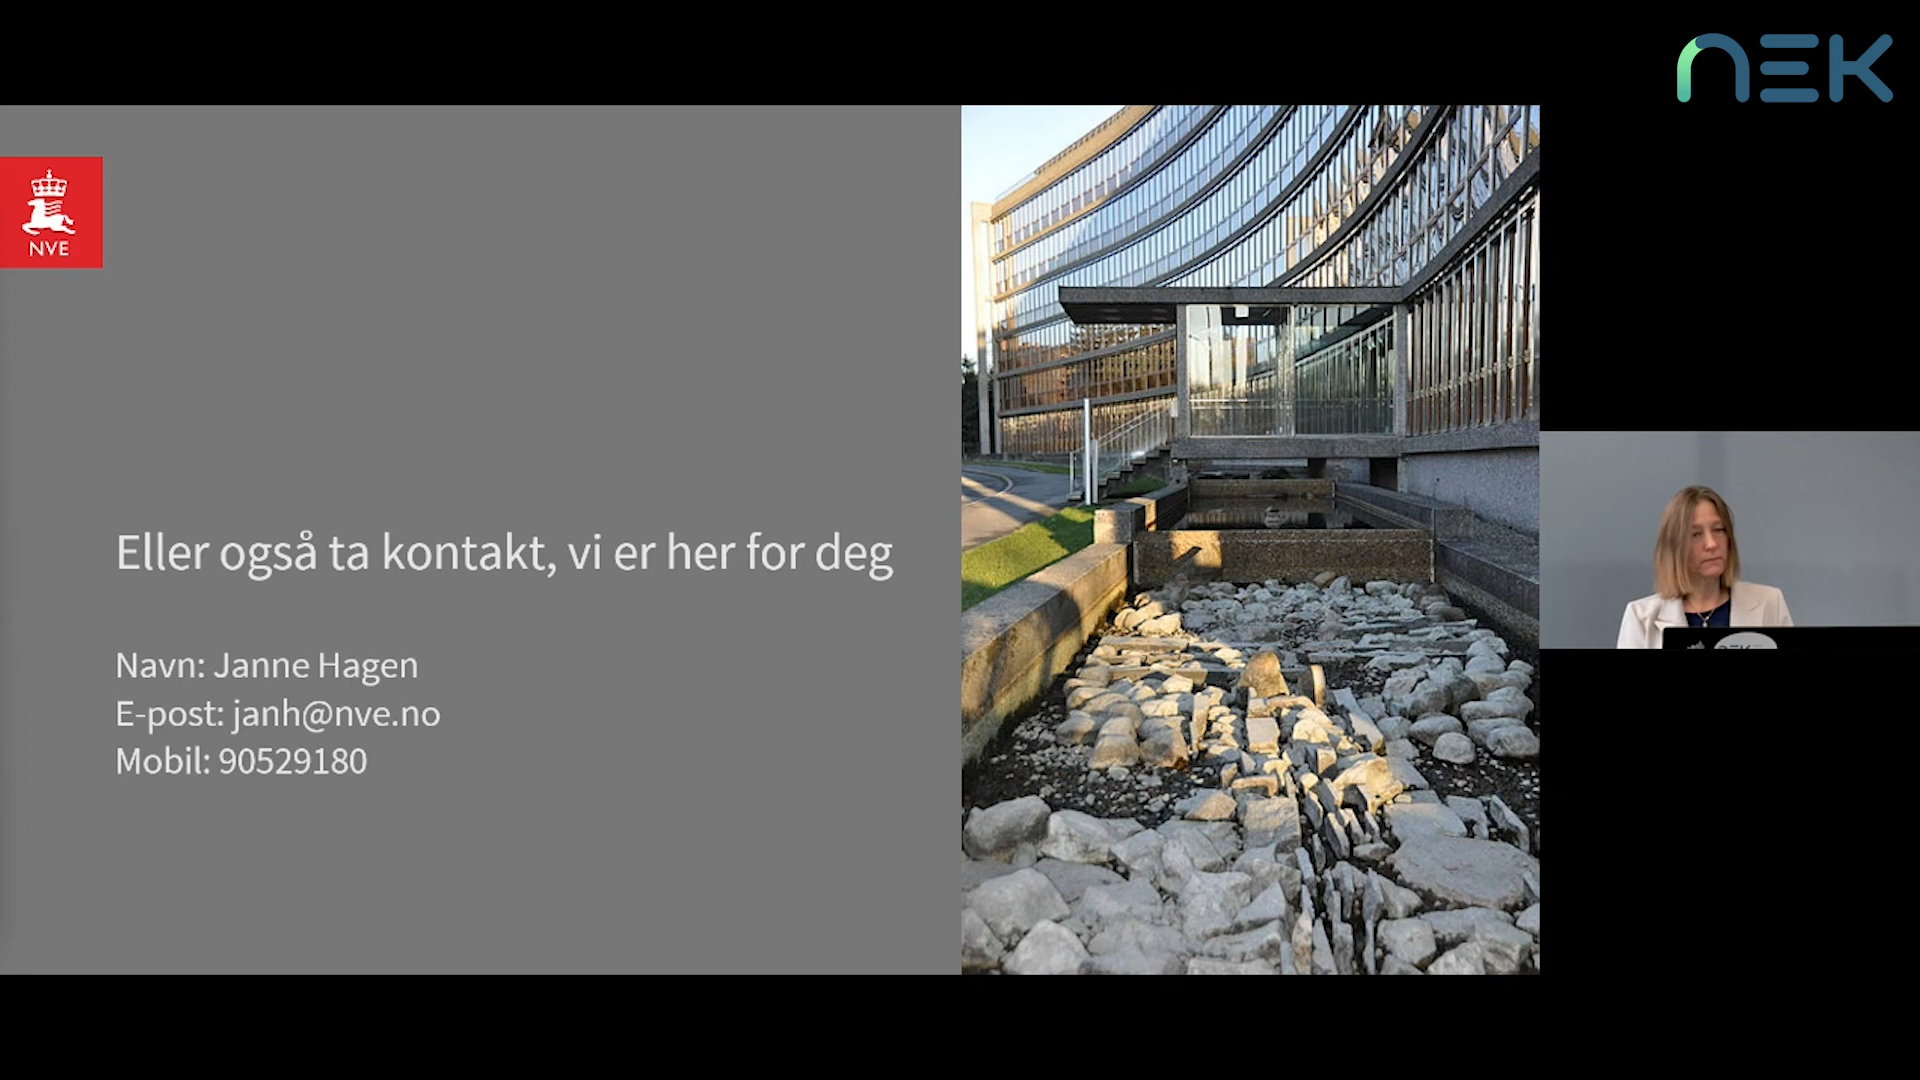 NEK
NVE
Eller også ta kontakt, vi er her for deg
Navn: Janne Hagen
E-post: janh@nve.no
Mobil: 90529180